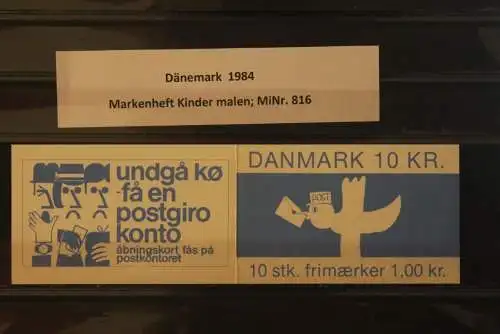 Dänemark 1984
Markenheft Kinder malen; MiNr. 816
undgå kø
-få en
postgiro
konto
åbningskort fås på
postkontoret
DANMARK 10 KR.
POST
10 stk. frimærker 1,00 kr.